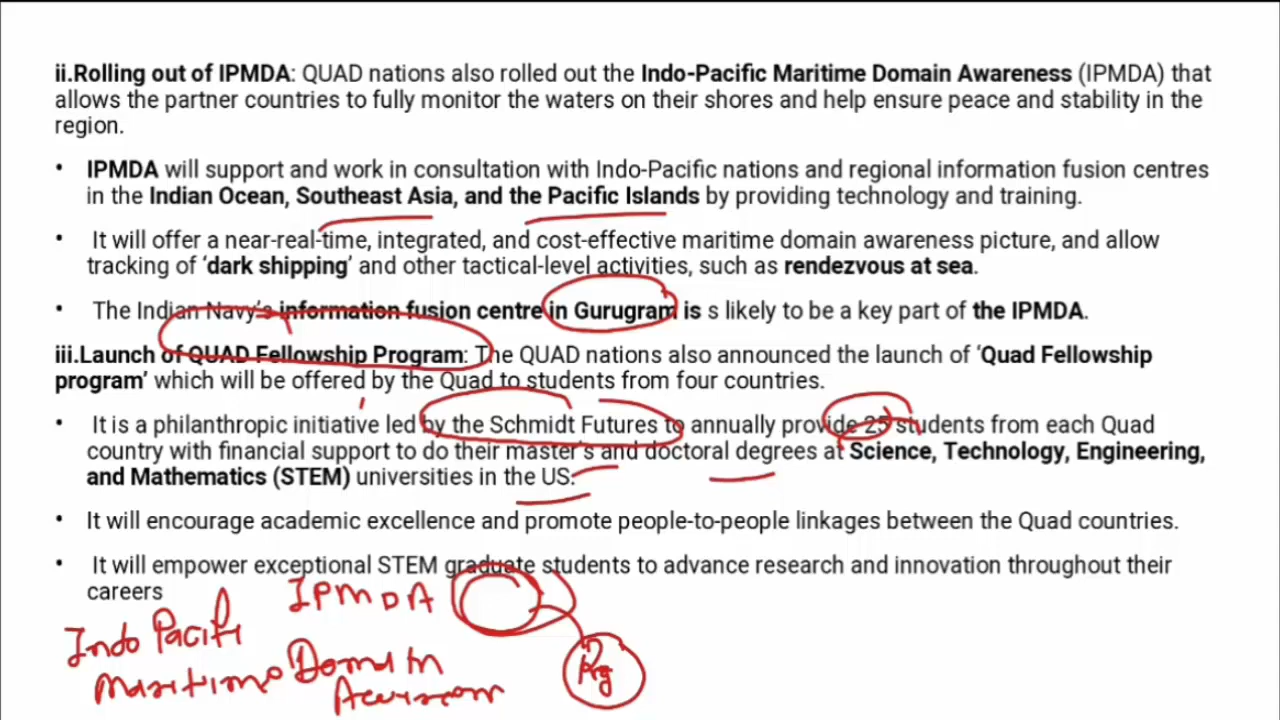 ii.Rolling out of IPMDA: QUAD nations also rolled out the Indo-Pacific Maritime Domain Awareness (IPMDA) that
allows the partner countries to fully monitor the waters on their shores and help ensure peace and stability in the
region.
• IPMDA will support and work in consultation with Indo-Pacific nations and regional information fusion centres
in the Indian Ocean, Southeast Asia, and the Pacific Islands by providing technology and training.
• It will offer a near-real-time, integrated, and cost-effective maritime domain awareness picture, and allow
tracking of ‘dark shipping’ and other tactical-level activities, such as rendezvous at sea.
• The Indian Navy's information fusion centre in Gurugram is s likely to be a key part of the IPMDA.
iii.Launch of QUAD Fellowship Program: The QUAD nations also announced the launch of ‘Quad Fellowship
program’ which will be offered by the Quad to students from four countries.
• It is a philanthropic initiative led by the Schmidt Futures to annually provide 25 students from each Quad
country with financial support to do their master's and doctoral degrees at Science, Technology, Engineering,
and Mathematics (STEM) universities in the US.
• It will encourage academic excellence and promote people-to-people linkages between the Quad countries.
• It will empower exceptional STEM graduate students to advance research and innovation throughout their
careers
IPMDA
Indo Pacifi
Maritime Domain